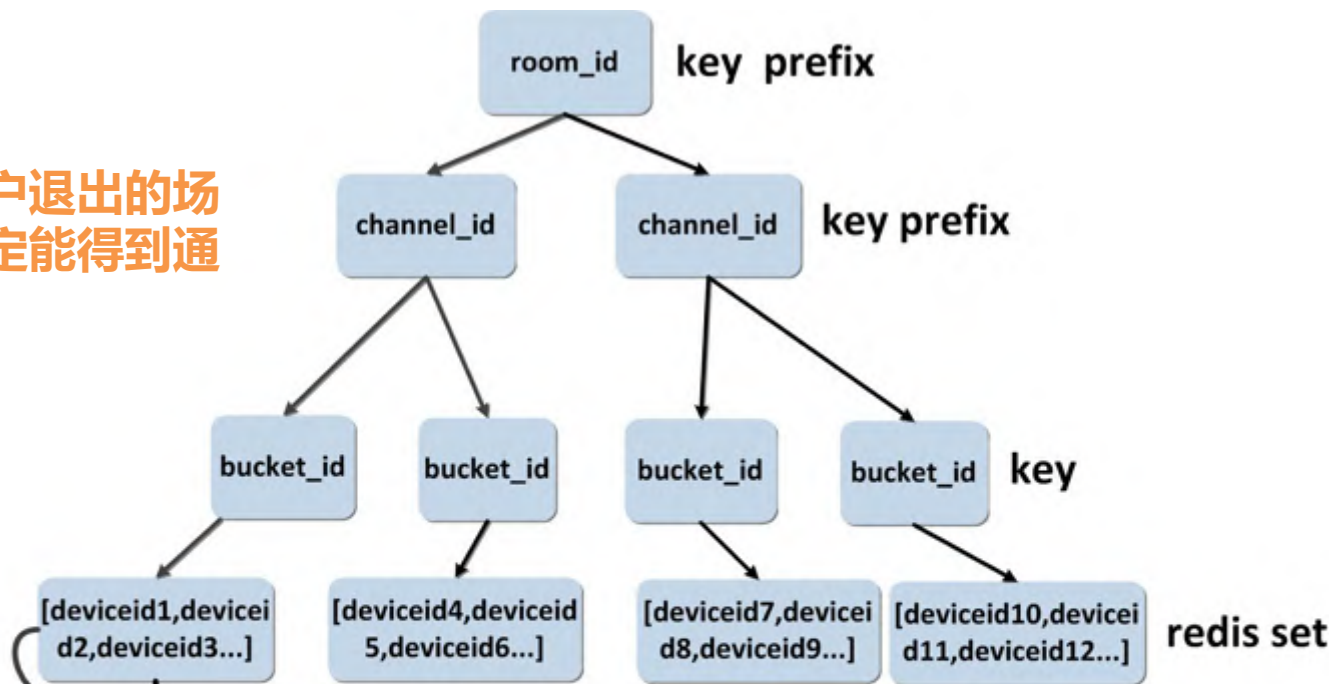 room_id
key prefix
户退出的场
定能得到通
channel_id
channel_id
key prefix
bucket_id
bucket_id
bucket_id
bucket_id
key
[deviceid1,devicei
d2,deviceid3...]
[deviceid4,deviceid
5,deviceid6...]
[deviceid7,devicei
d8,deviceid9...]
[deviceid10,devicei
d11,deviceid12...]
redis set